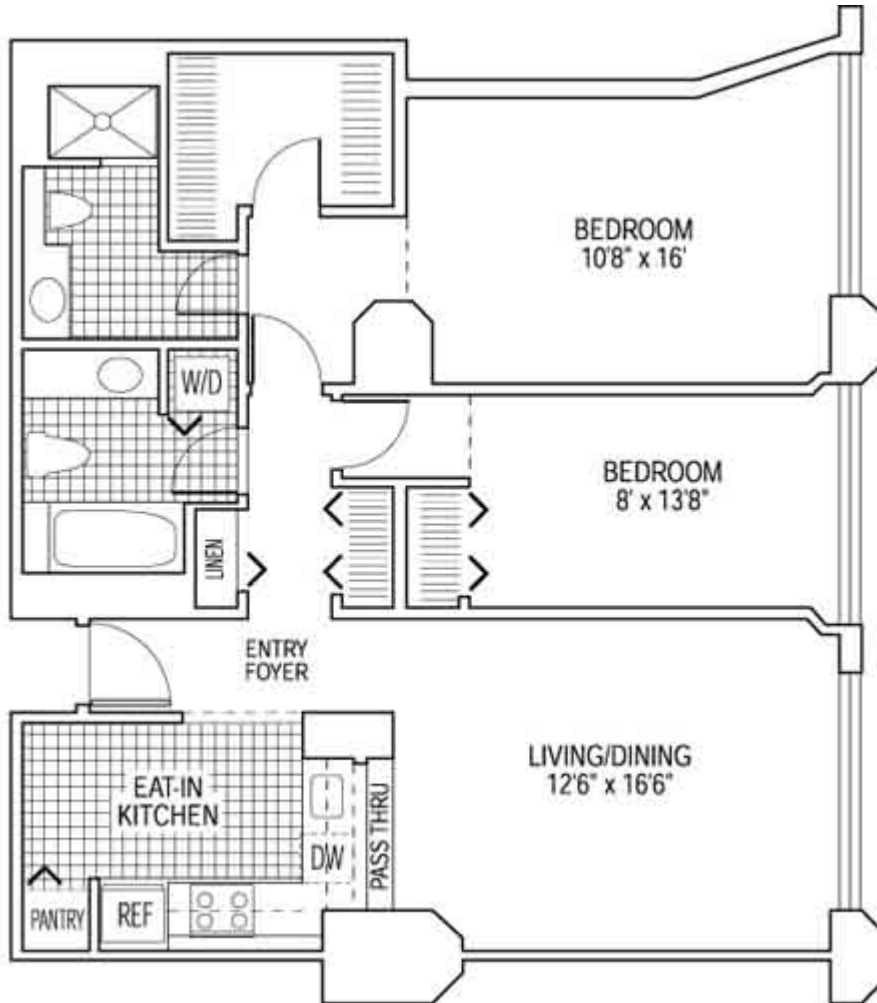 BEDROOM
10'8" x 16'
W/D
BEDROOM
8' x 13'8"
LINEN
ENTRY
FOYER
LIVING/DINING
12'6" x 16'6"
EAT-IN
KITCHEN
DW
PASS THRU
PANTRY
REF